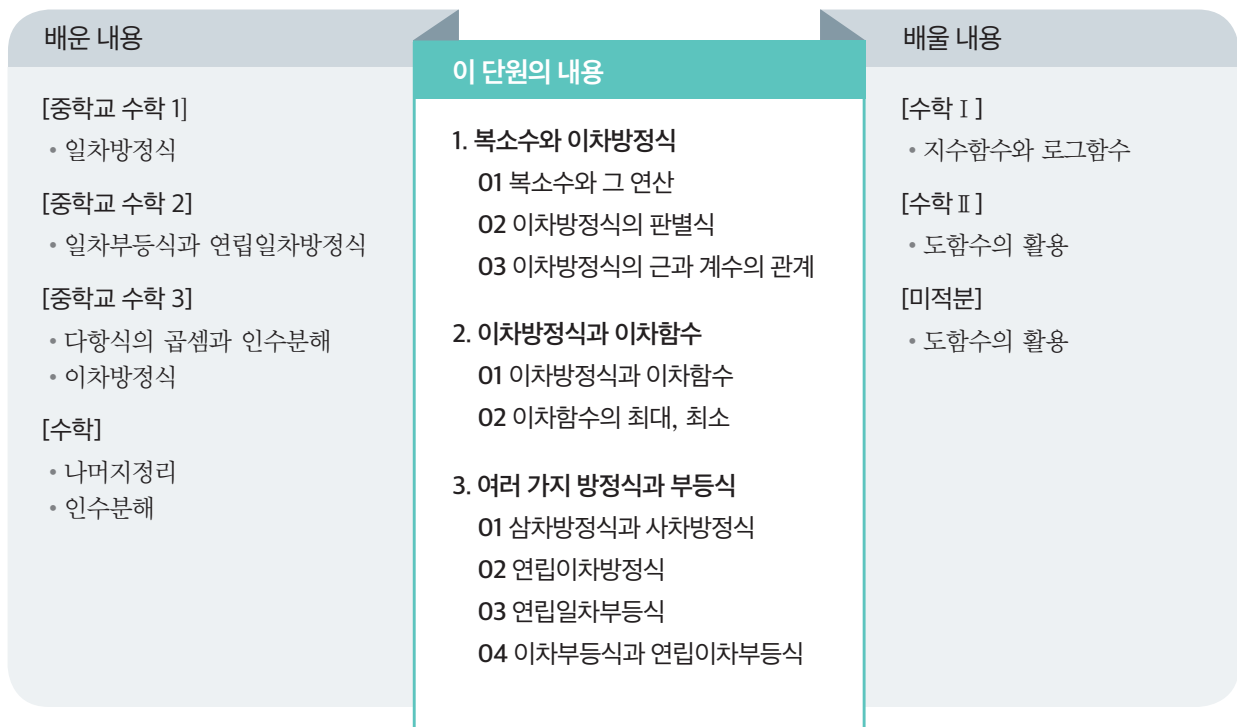 배운 내용
[중학교 수학 1]
• 일차방정식
[중학교 수학 2]
• 일차부등식과 연립일차방정식
[중학교 수학 3]
• 다항식의 곱셈과 인수분해
• 이차방정식
[수학]
• 나머지정리
• 인수분해
이 단원의 내용
1. 복소수와 이차방정식
01 복소수와 그 연산
02 이차방정식의 판별식
03 이차방정식의 근과 계수의 관계
2. 이차방정식과 이차함수
01 이차방정식과 이차함수
02 이차함수의 최대, 최소
3. 여러 가지 방정식과 부등식
01 삼차방정식과 사차방정식
02 연립이차방정식
03 연립일차부등식
04 이차부등식과 연립이차부등식
배울 내용
[수학 Ⅰ]
• 지수함수와 로그함수
[수학 Ⅱ]
• 도함수의 활용
[미적분]
• 도함수의 활용